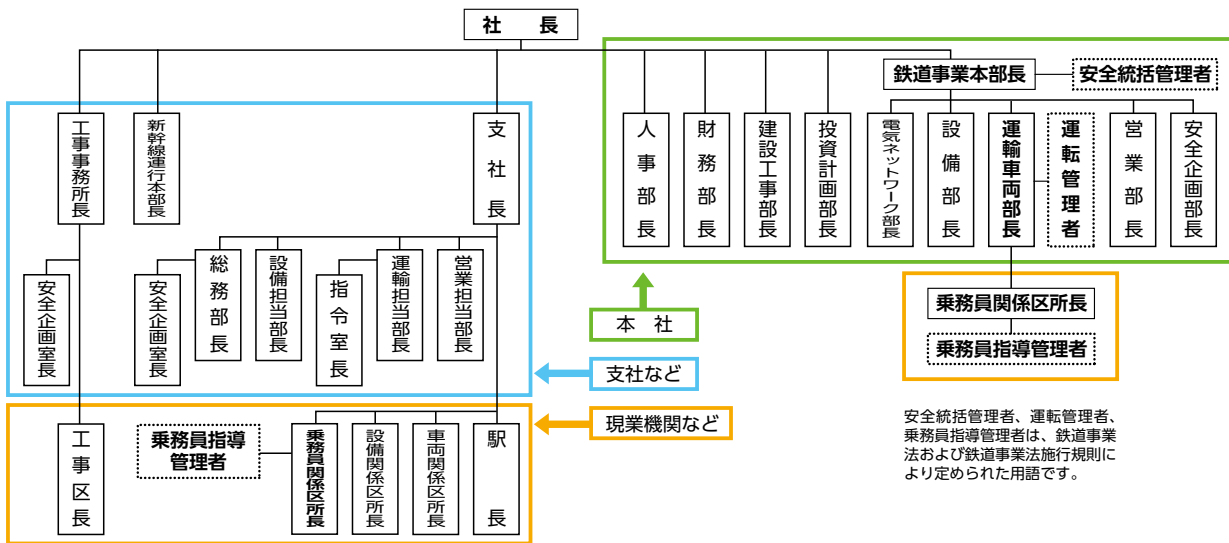 社　長
鉄道事業本部長
安全統括管理者
工事事務所長
新幹線運行本部長
支社長
人事部長
財務部長
建設工事部長
投資計画部長
電気ネットワーク部長
設備部長
運輸車両部長
運転管理者
営業部長
安全企画部長
安全企画室長
安全企画室長
総務部長
設備担当部長
指令室長
運輸担当部長
営業担当部長
本　社
乗務員関係区所長
乗務員指導管理者
支社など
現業機関など
工事区長
乗務員指導
管理者
乗務員関係区所長
設備関係区所長
車両関係区所長
駅長
安全統括管理者、運転管理者、
乗務員指導管理者は、鉄道事業
法および鉄道事業法施行規則に
より定められた用語です。